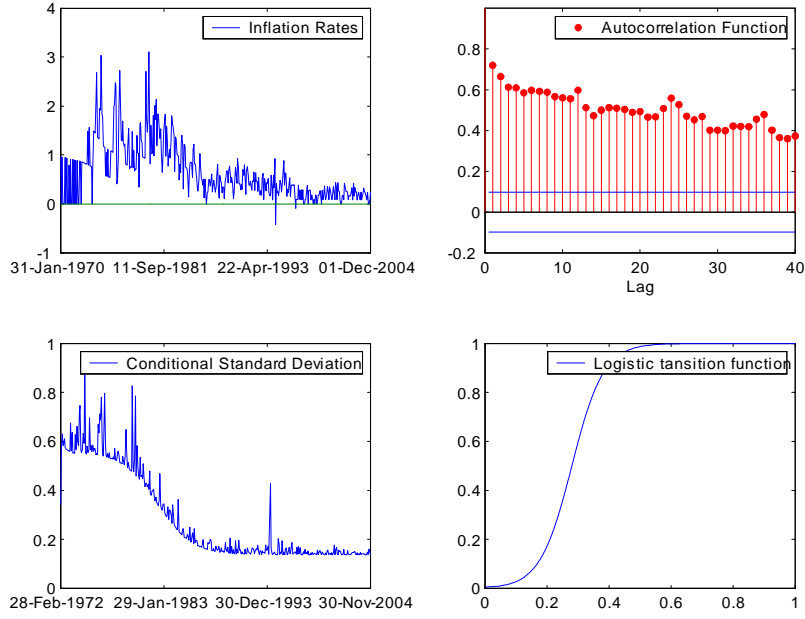 4
3
2
1
0
-1
Inflation Rates
31-Jan-1970 11-Sep-1981 22-Apr-1993 01-Dec-2004
0.8
0.6
0.4
0.2
0
-0.2
Autocorrelation Function
0 10 20 30 40
Lag
1
0.8
0.6
0.4
0.2
0
Conditional Standard Deviation
28-Feb-1972 29-Jan-1983 30-Dec-1993 30-Nov-2004
1
0.8
0.6
0.4
0.2
0
Logistic tansition function
0 0.2 0.4 0.6 0.8 1